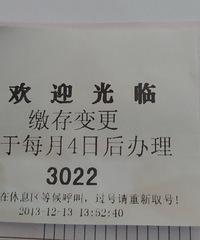 欢迎光临
缴存变更
于每月4日后办理
3022
在休息区等候呼叫，过号请重新取号！
2013-12-13 13:52:40